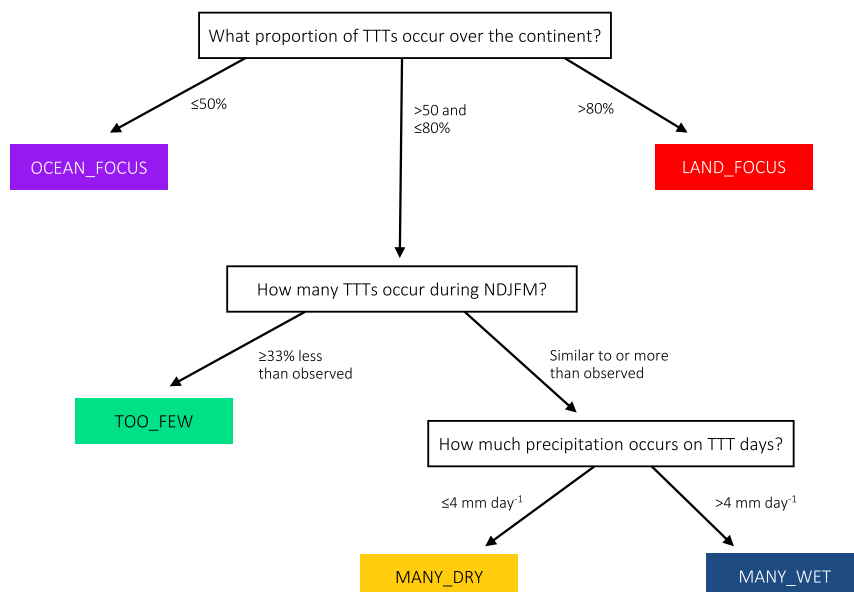 What proportion of TTTs occur over the continent?
≤50%
>50 and
≤80%
>80%
OCEAN_FOCUS
LAND_FOCUS
How many TTTs occur during NDJFM?
≥33% less
than observed
Similar to or more
than observed
TOO_FEW
How much precipitation occurs on TTT days?
≤4 mm day⁻¹
>4 mm day⁻¹
MANY_DRY
MANY_WET